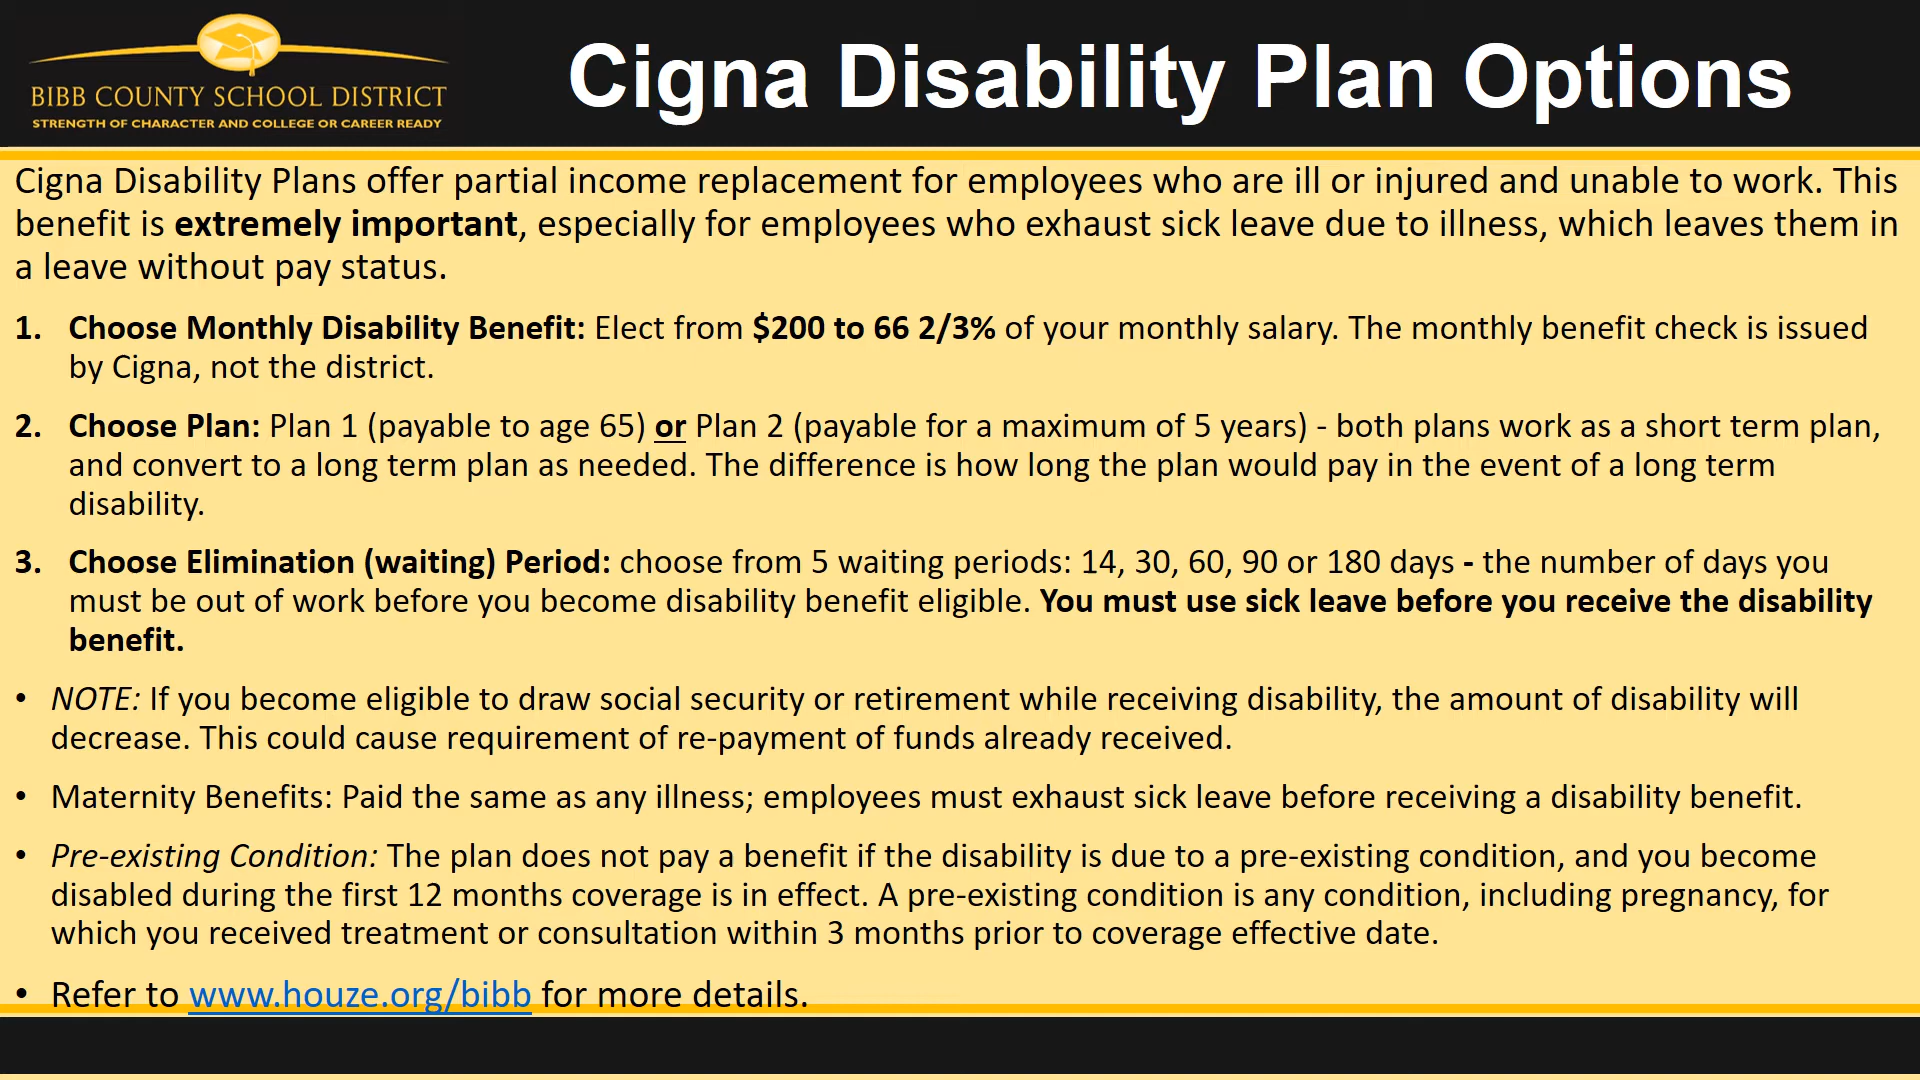 BIBB COUNTY SCHOOL DISTRICT
STRENGTH OF CHARACTER AND COLLEGE OR CAREER READY
Cigna Disability Plan Options
Cigna Disability Plans offer partial income replacement for employees who are ill or injured and unable to work. This
benefit is extremely important, especially for employees who exhaust sick leave due to illness, which leaves them in
a leave without pay status.
1. Choose Monthly Disability Benefit: Elect from $200 to 66 2/3% of your monthly salary. The monthly benefit check is issued
by Cigna, not the district.
2. Choose Plan: Plan 1 (payable to age 65) or Plan 2 (payable for a maximum of 5 years) - both plans work as a short term plan,
and convert to a long term plan as needed. The difference is how long the plan would pay in the event of a long term
disability.
3. Choose Elimination (waiting) Period: choose from 5 waiting periods: 14, 30, 60, 90 or 180 days - the number of days you
must be out of work before you become disability benefit eligible. You must use sick leave before you receive the disability
benefit.
• NOTE: If you become eligible to draw social security or retirement while receiving disability, the amount of disability will
decrease. This could cause requirement of re-payment of funds already received.
• Maternity Benefits: Paid the same as any illness; employees must exhaust sick leave before receiving a disability benefit.
• Pre-existing Condition: The plan does not pay a benefit if the disability is due to a pre-existing condition, and you become
disabled during the first 12 months coverage is in effect. A pre-existing condition is any condition, including pregnancy, for
which you received treatment or consultation within 3 months prior to coverage effective date.
• Refer to www.houze.org/bibb for more details.